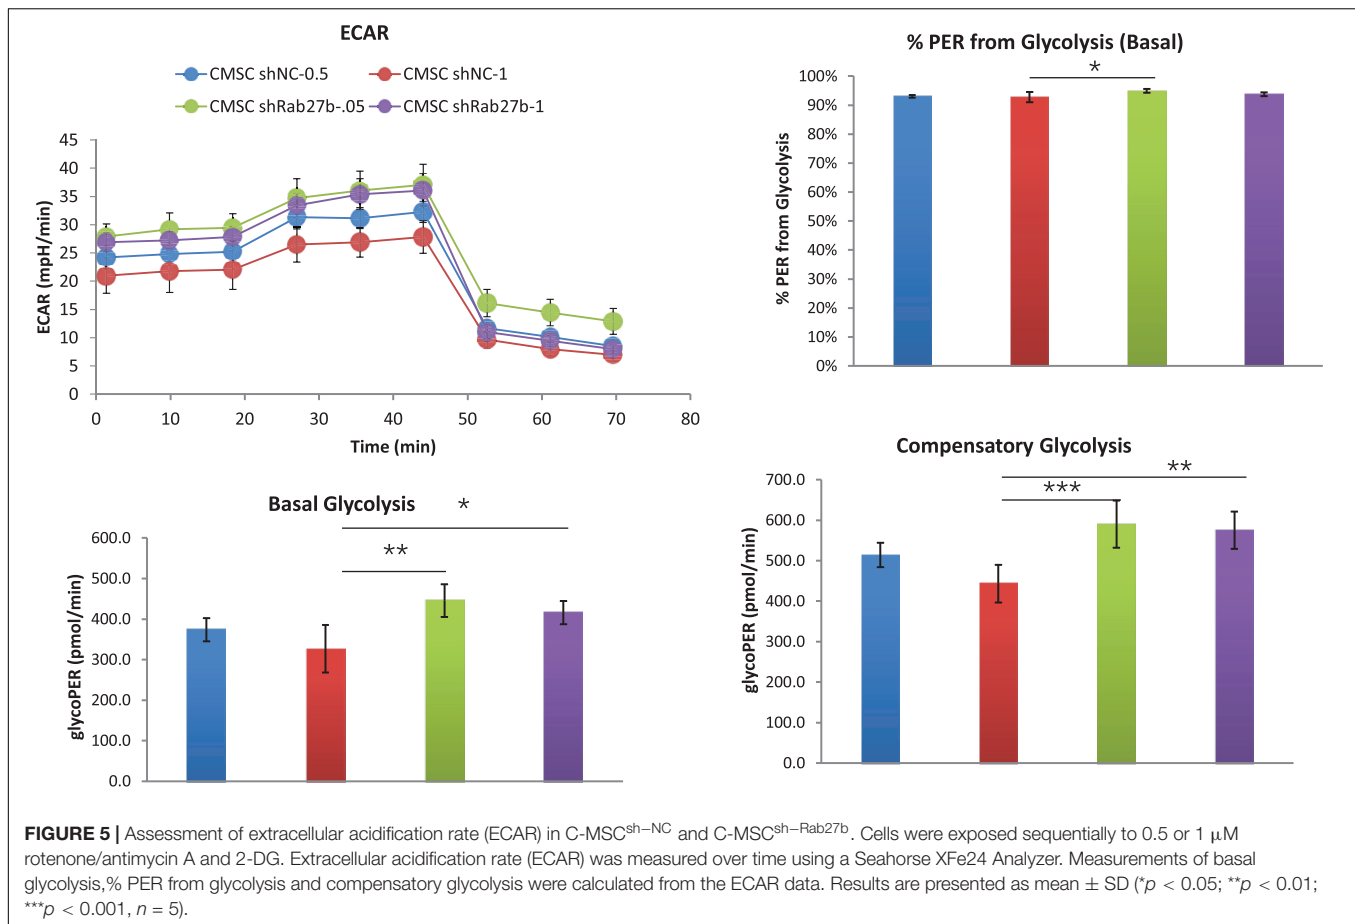 ECAR
CMSC shNC-0.5
CMSC shNC-1
CMSC shRab27b-.05
CMSC shRab27b-1
45
40
35
30
25
20
15
10
5
0
ECAR (mpH/min)
0 10 20 30 40 50 60 70 80
Time (min)
% PER from Glycolysis (Basal)
*
100%
90%
80%
70%
60%
50%
40%
30%
20%
10%
0%
% PER from Glycolysis
Basal Glycolysis
*
**
600.0
500.0
400.0
300.0
200.0
100.0
0.0
glycoPER (pmol/min)
Compensatory Glycolysis
**
***
700.0
600.0
500.0
400.0
300.0
200.0
100.0
0.0
glycoPER (pmol/min)
FIGURE 5 | Assessment of extracellular acidification rate (ECAR) in C-MSCsh−NC and C-MSCsh−Rab27b. Cells were exposed sequentially to 0.5 or 1 μM
rotenone/antimycin A and 2-DG. Extracellular acidification rate (ECAR) was measured over time using a Seahorse XFe24 Analyzer. Measurements of basal
glycolysis,% PER from glycolysis and compensatory glycolysis were calculated from the ECAR data. Results are presented as mean ± SD (*p < 0.05; **p < 0.01;
***p < 0.001, n = 5).